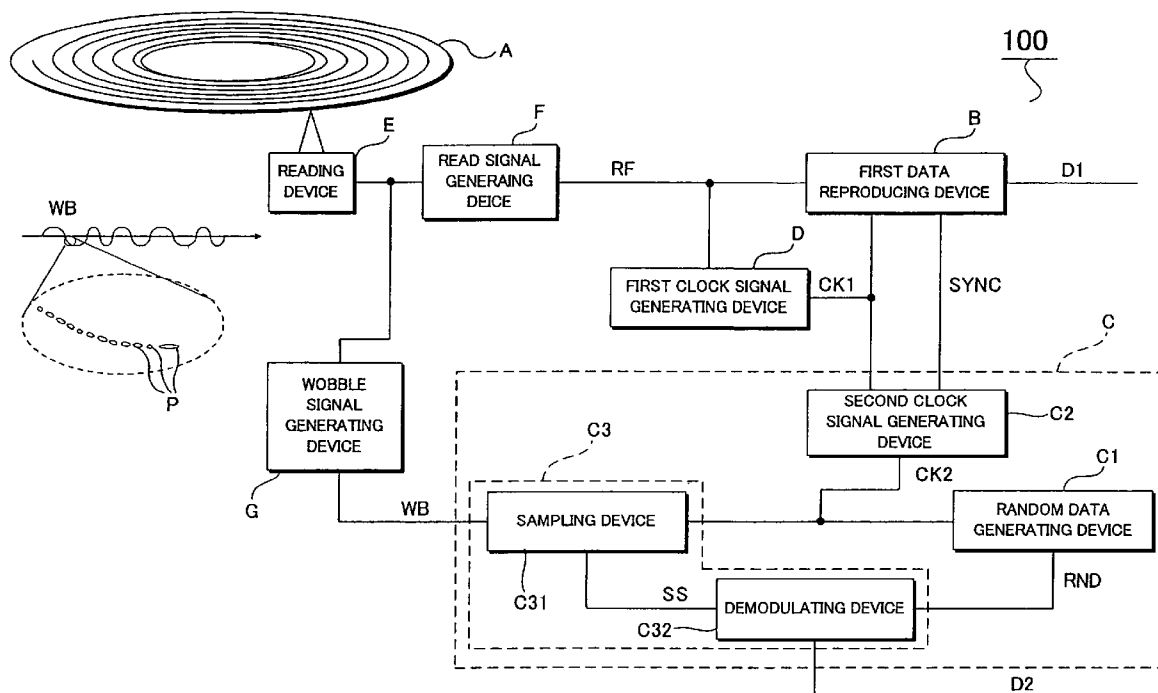 A
100
E
F
B
READING
DEVICE
READ SIGNAL
GENERAING
DEICE
RF
FIRST DATA
REPRODUCING DEVICE
D1
WB
D
FIRST CLOCK SIGNAL
GENERATING DEVICE
CK1
SYNC
C
P
WOBBLE
SIGNAL
GENERATING
DEVICE
G
SECOND CLOCK
SIGNAL GENERATING
DEVICE
C2
C3
CK2
C1
WB
SAMPLING DEVICE
RANDOM DATA
GENERATING DEVICE
C31
SS
RND
DEMODULATING DEVICE
C32
D2